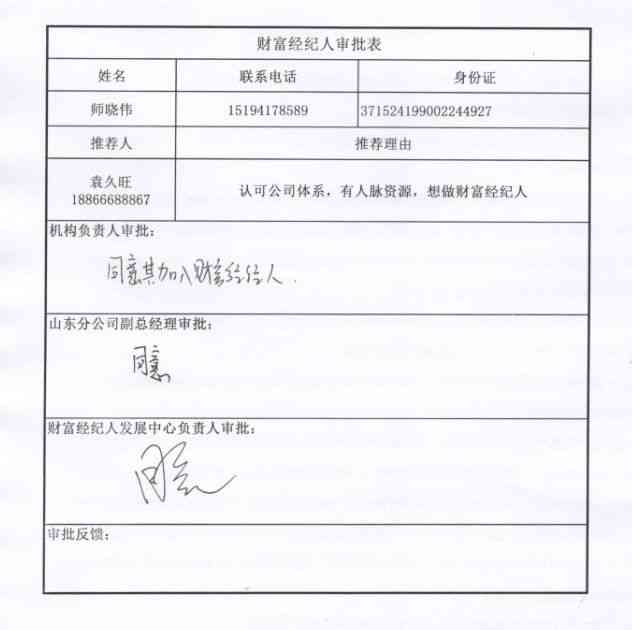 财富经纪人审批表
姓名 联系电话 身份证
师晓伟 15194178589 371524199002244927
推荐人 推荐理由
袁久旺
18866688867
认可公司体系，有人脉资源，想做财富经纪人
机构负责人审批：
同意其加入财富经纪人.
山东分公司副总经理审批：
同意
财富经纪人发展中心负责人审批：
同意
审批反馈：